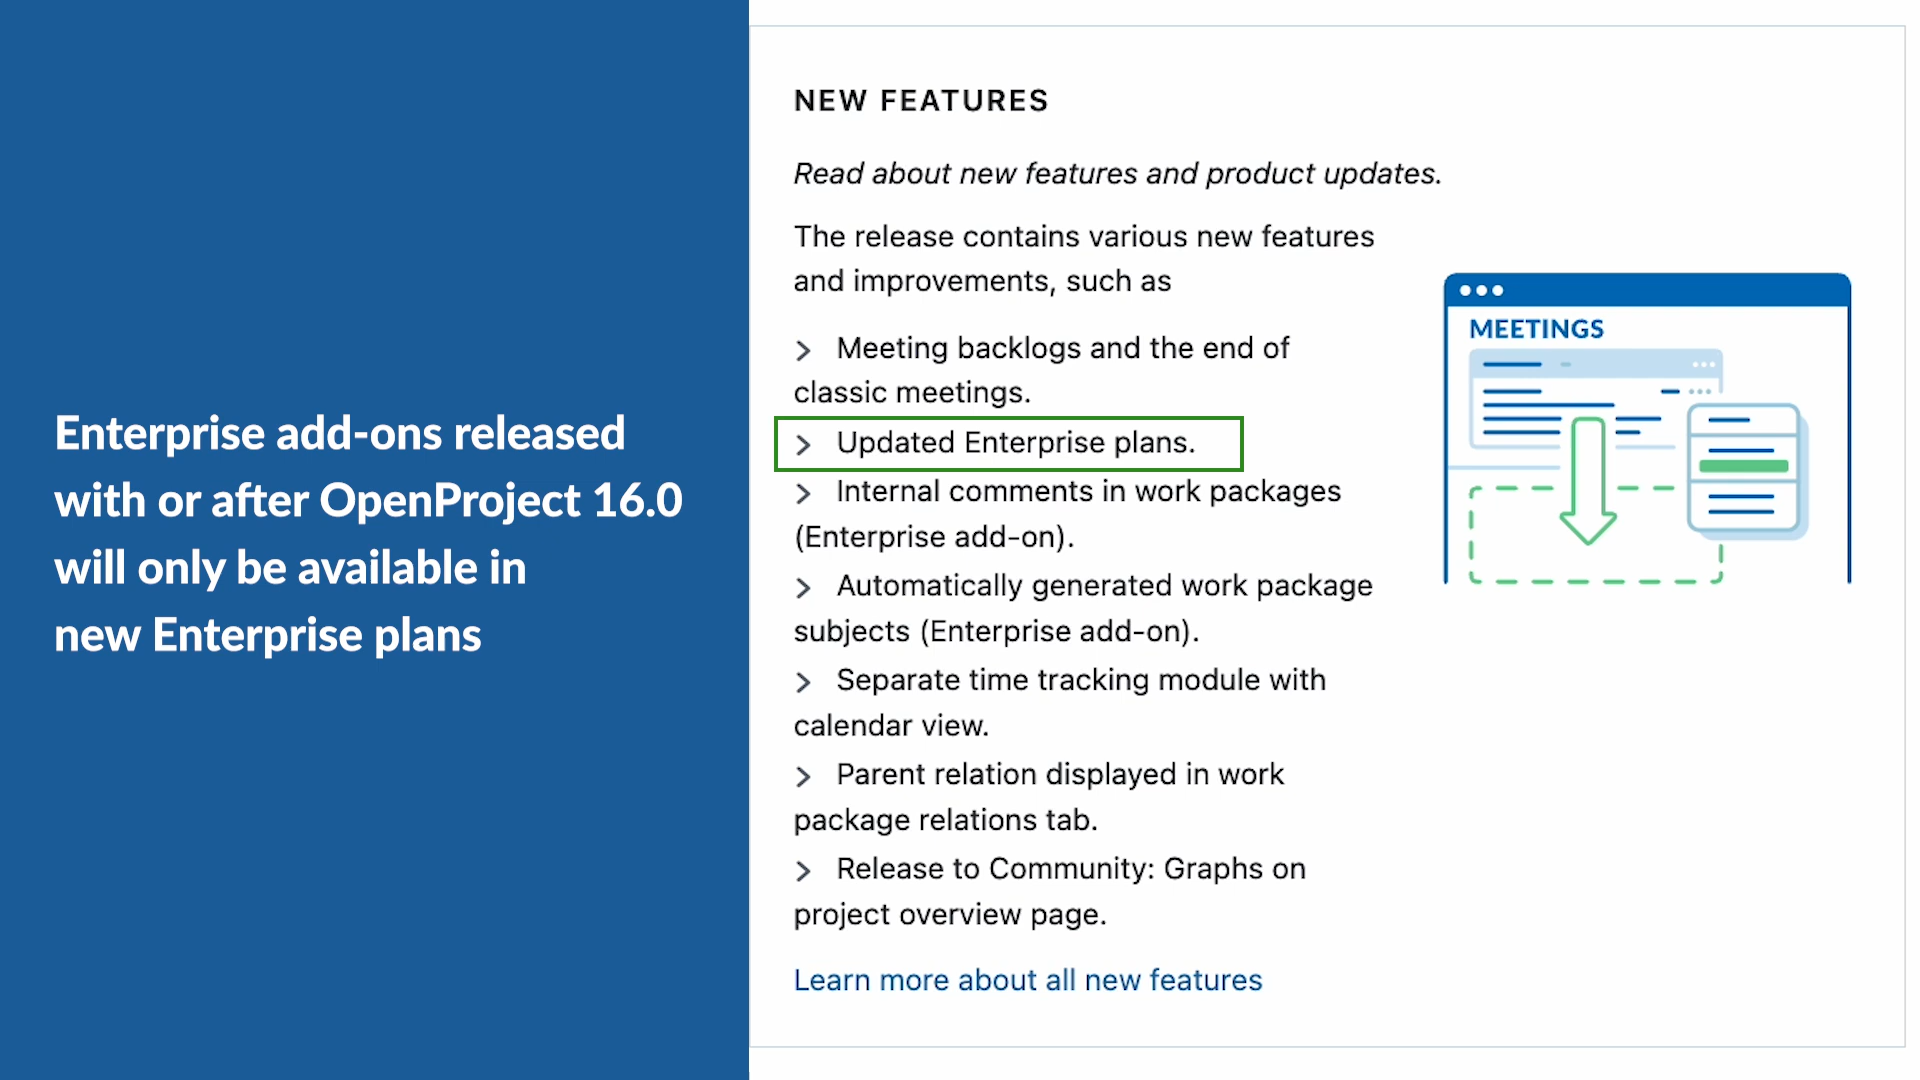 Enterprise add-ons released
with or after OpenProject 16.0
will only be available in
new Enterprise plans
NEW FEATURES
Read about new features and product updates.
The release contains various new features
and improvements, such as
Meeting backlogs and the end of
classic meetings.
Updated Enterprise plans.
Internal comments in work packages
(Enterprise add-on).
Automatically generated work package
subjects (Enterprise add-on).
Separate time tracking module with
calendar view.
Parent relation displayed in work
package relations tab.
Release to Community: Graphs on
project overview page.
Learn more about all new features
MEETINGS